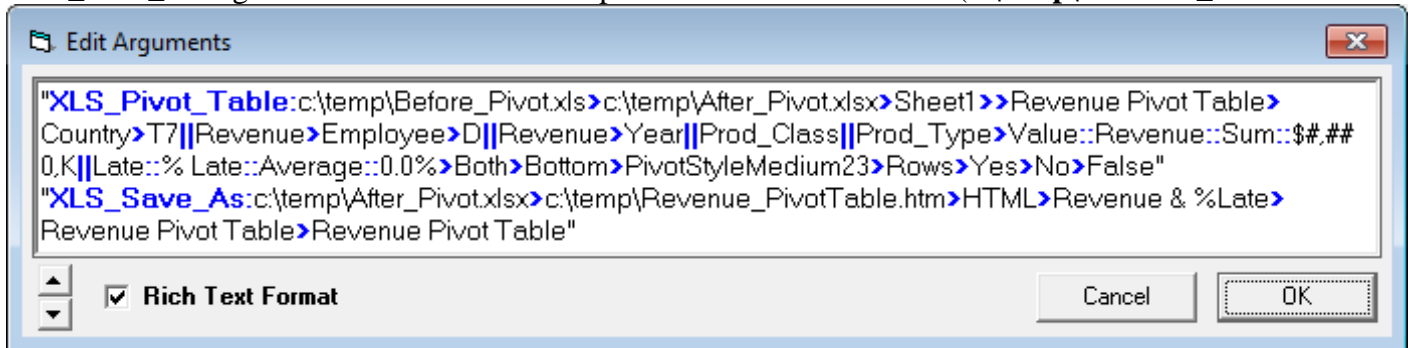 Edit Arguments
"XLS_Pivot_Table:c:\temp\Before_Pivot.xls>c:\temp\After_Pivot.xlsx>Sheet1>>Revenue Pivot Table>
Country>T7||Revenue>Employee>D||Revenue>Year||Prod_Class||Prod_Type>Value::Revenue::Sum::$#,##
0,K||Late::% Late::Average::0.0%>Both>Bottom>PivotStyleMedium23>Rows>Yes>No>False"
"XLS_Save_As:c:\temp\After_Pivot.xlsx>c:\temp\Revenue_PivotTable.htm>HTML>Revenue & %Late>
Revenue Pivot Table>Revenue Pivot Table"
Rich Text Format
Cancel
OK